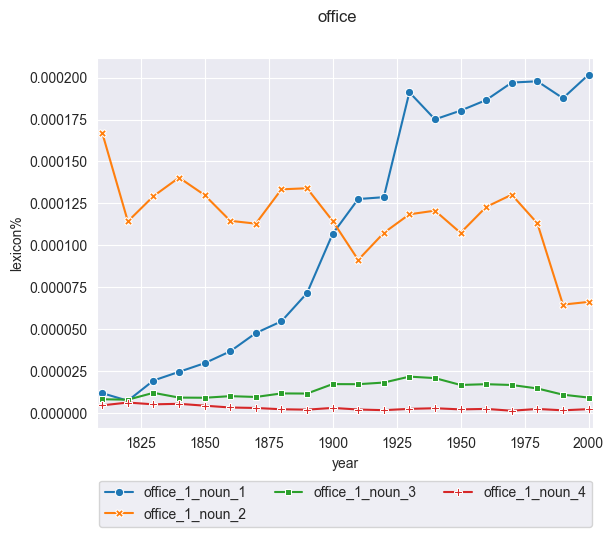 office
0.000200
0.000175
0.000150
0.000125
0.000100
0.000075
0.000050
0.000025
0.000000
lexicon%
1825 1850 1875 1900 1925 1950 1975 2000
year
office_1_noun_1 office_1_noun_3 office_1_noun_4
office_1_noun_2